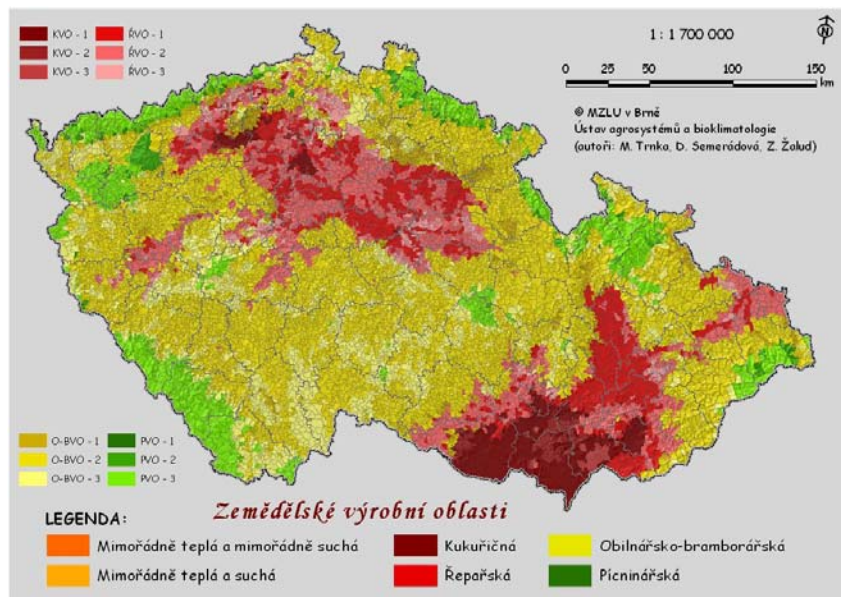 KVO - 1 ŘVO - 1
KVO - 2 ŘVO - 2
KVO - 3 ŘVO - 3
1: 1 700 000
N
0 25 50 100 150
km
© MZLU v Brně
Ústav agrosystémů a bioklimatologie
(autoři: M. Trnka, D. Semerádová, Z. Žalud)
O-BVO - 1 PVO - 1
O-BVO - 2 PVO - 2
O-BVO - 3 PVO - 3
Zemědělské výrobní oblasti
LEGENDA:
Mimořádně teplá a mimořádně suchá Kukuřičná Obilnářsko-bramborářská
Mimořádně teplá a suchá Řepařská Pícninářská